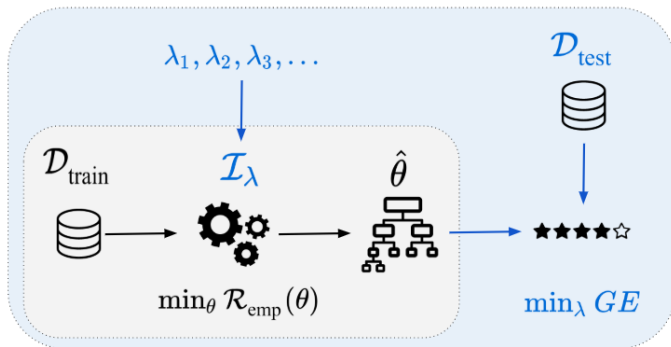 λ₁, λ₂, λ₃, . . .
𝒟test
𝒟train
ℐλ
θ̂
minθ ℛemp(θ)
minλ GE